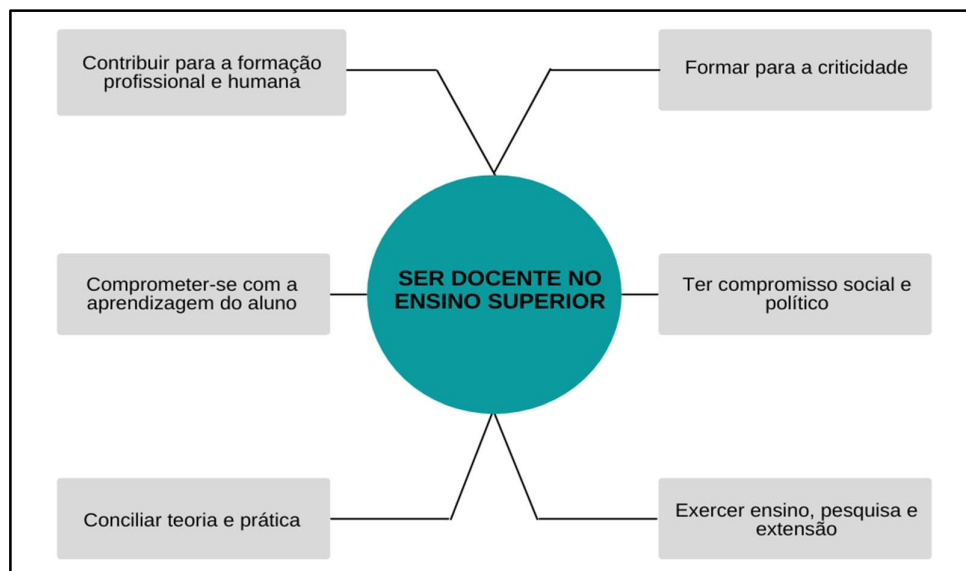 Contribuir para a formação
profissional e humana
Formar para a criticidade
Comprometer-se com a
aprendizagem do aluno
SER DOCENTE NO
ENSINO SUPERIOR
Ter compromisso social e
político
Conciliar teoria e prática
Exercer ensino, pesquisa e
extensão